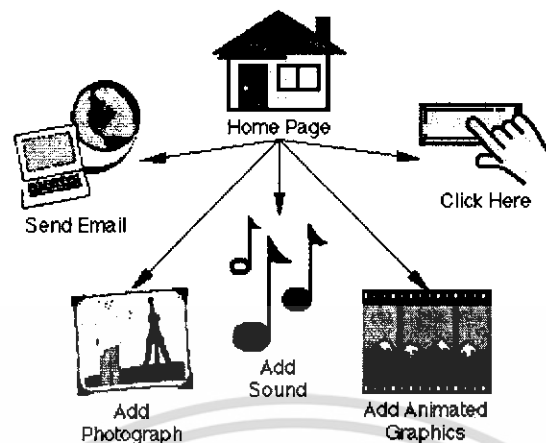 Home Page
Send Email
Click Here
Add
Photograph
Add
Sound
Add Animated
Graphics